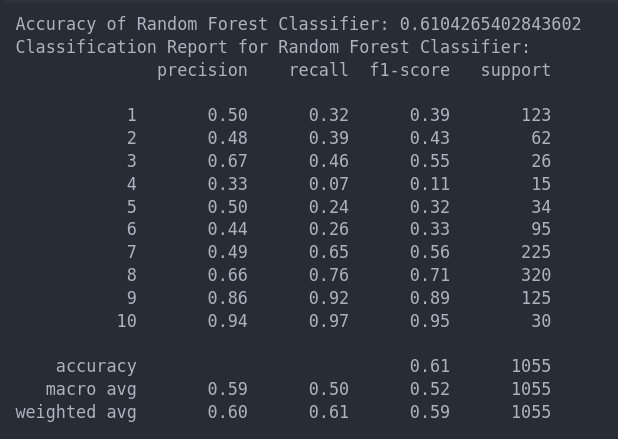 Accuracy of Random Forest Classifier: 0.6104265402843602
Classification Report for Random Forest Classifier:
              precision    recall  f1-score   support

           1       0.50      0.32      0.39       123
           2       0.48      0.39      0.43        62
           3       0.67      0.46      0.55        26
           4       0.33      0.07      0.11        15
           5       0.50      0.24      0.32        34
           6       0.44      0.26      0.33        95
           7       0.49      0.65      0.56       225
           8       0.66      0.76      0.71       320
           9       0.86      0.92      0.89       125
          10       0.94      0.97      0.95        30

    accuracy                           0.61      1055
   macro avg       0.59      0.50      0.52      1055
weighted avg       0.60      0.61      0.59      1055